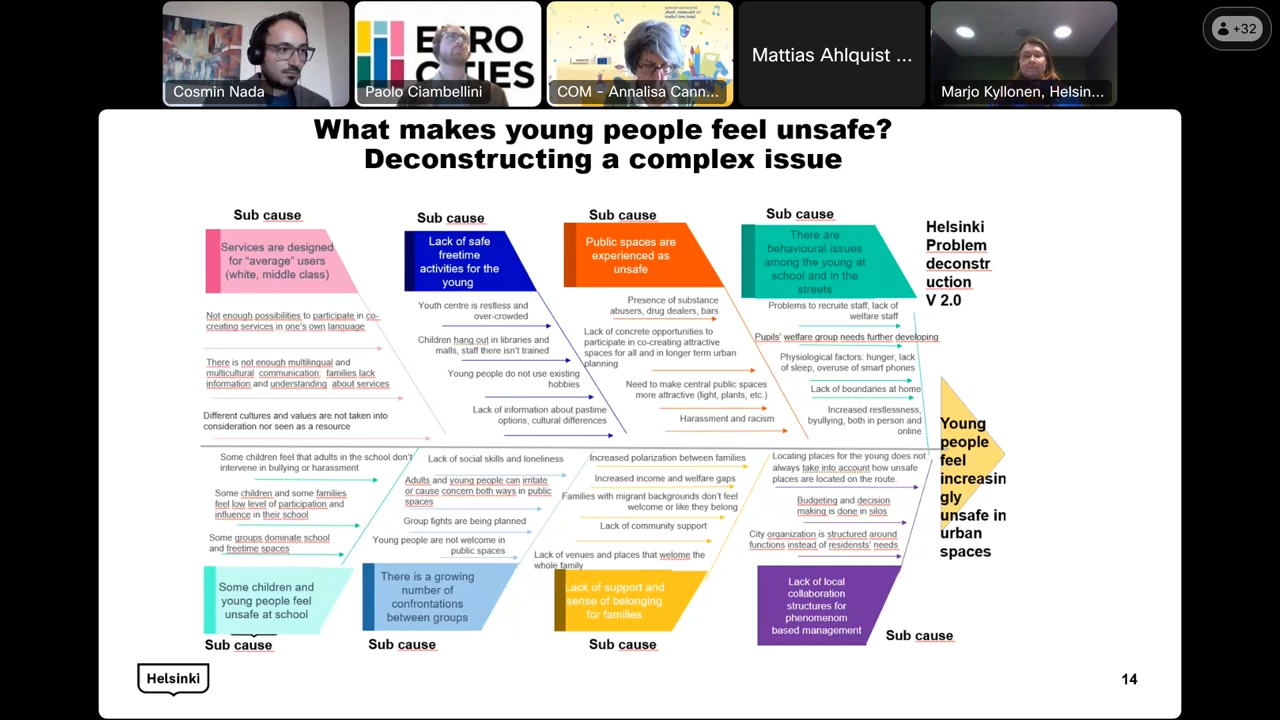 EURO
CITIES
Cosmin Nada
Paolo Ciambellini
COM – Annalisa Cann...
Mattias Ahlquist ...
Marjo Kyllonen, Helsin...
+32
What makes young people feel unsafe?
Deconstructing a complex issue
Sub cause
Services are designed
for “average” users
(white, middle class)
Not enough possibilities to participate in co-
creating services in one’s own language
There is not enough multilingual and
multicultural communication: families lack
information and understanding about services
Different cultures and values are not taken into
consideration nor seen as a resource
Sub cause
Lack of safe
freetime
activities for the
young
Youth centre is restless and
over-crowded
Children hang out in libraries and
malls, staff there isn’t trained
Young people do not use existing
hobbies
Lack of information about pastime
options, cultural differences
Sub cause
Public spaces are
experienced as
unsafe
Presence of substance
abusers, drug dealers, bars
Lack of concrete opportunities to
participate in co-creating attractive
spaces for all and in longer term urban
planning
Need to make central public spaces
more attractive (light, plants, etc.)
Harassment and racism
Sub cause
There are
behavioural issues
among the young at
school and in the
streets
Problems to recruite staff, lack of
welfare staff
Pupils’ welfare group needs further developing
Physiological factors: hunger, lack
of sleep, overuse of smart phones
Lack of boundaries at home
Increased restlessness,
byullying, both in person and
online
Helsinki
Problem
deconstr
uction
V 2.0
Young
people
feel
increasin
gly
unsafe in
urban
spaces
Some children feel that adults in the school don’t
intervene in bullying or harassment
Some children and some families
feel low level of participation and
influence in their school
Some groups dominate school
and freetime spaces
Some children and
young people feel
unsafe at school
Sub cause
Lack of social skills and loneliness
Adults and young people can irritate
or cause concern both ways in public
spaces
Group fights are being planned
Young people are not welcome in
public spaces
There is a growing
number of
confrontations
between groups
Sub cause
Increased polarization between families
Increased income and welfare gaps
Families with migrant backgrounds don’t feel
welcome or like they belong
Lack of community support
Lack of venues and places that welome the
whole family
Lack of support and
sense of belonging
for families
Sub cause
Locating places for the young does not
always take into account how unsafe
places are located on the route.
Budgeting and decision
making is done in silos
City organization is structured around
functions instead of residensts’ needs
Lack of local
collaboration
structures for
phenomenom
based management
Sub cause
Helsinki
14